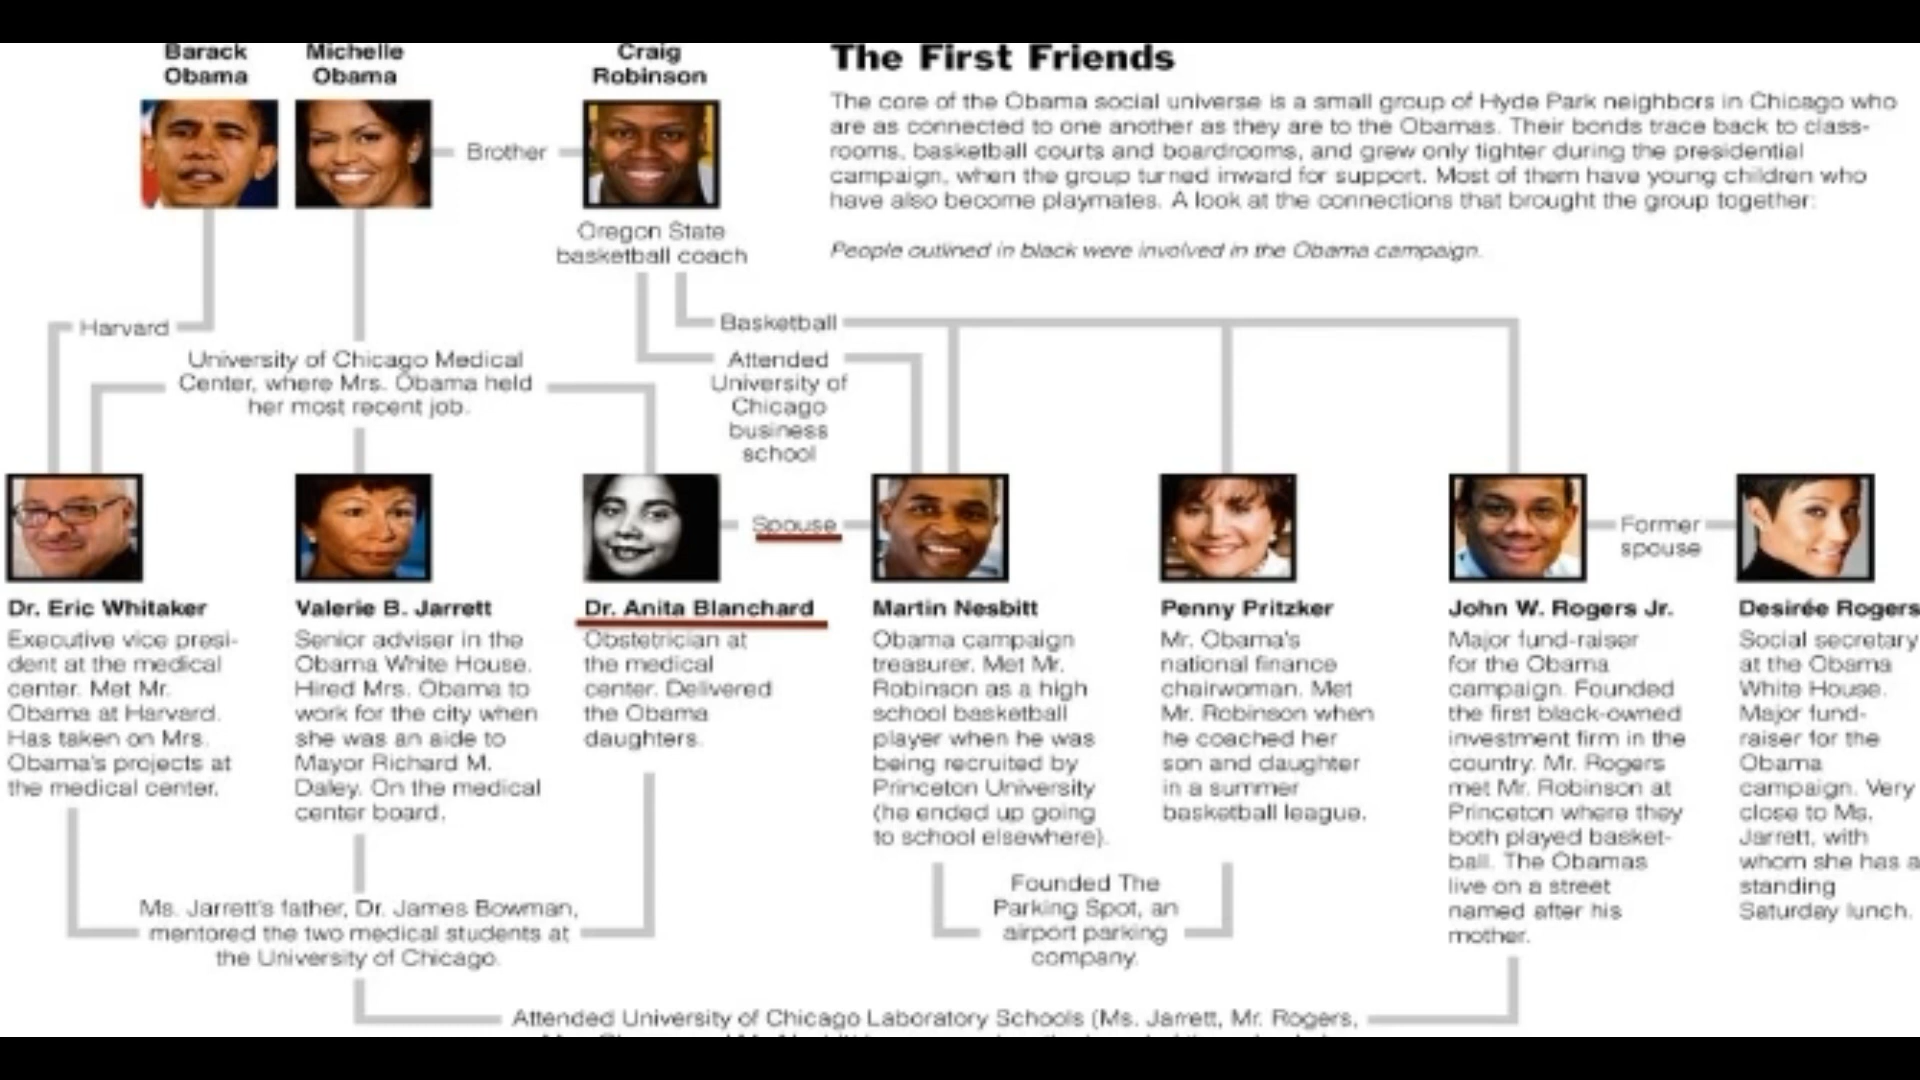 Barack
Obama
Michelle
Obama
Craig
Robinson
Brother
Oregon State
basketball coach
The First Friends
The core of the Obama social universe is a small group of Hyde Park neighbors in Chicago who
are as connected to one another as they are to the Obamas. Their bonds trace back to class-
rooms, basketball courts and boardrooms, and grew only tighter during the presidential
campaign, when the group turned inward for support. Most of them have young children who
have also become playmates. A look at the connections that brought the group together:
People outlined in black were involved in the Obama campaign.
Harvard
University of Chicago Medical
Center, where Mrs. Obama held
her most recent job.
Basketball
Attended
University of
Chicago
business
school
Spouse
Former
spouse
Dr. Eric Whitaker
Executive vice presi-
dent at the medical
center. Met Mr.
Obama at Harvard.
Has taken on Mrs.
Obama's projects at
the medical center.
Valerie B. Jarrett
Senior adviser in the
Obama White House.
Hired Mrs. Obama to
work for the city when
she was an aide to
Mayor Richard M.
Daley. On the medical
center board.
Dr. Anita Blanchard
Obstetrician at
the medical
center. Delivered
the Obama
daughters.
Martin Nesbitt
Obama campaign
treasurer. Met Mr.
Robinson as a high
school basketball
player when he was
being recruited by
Princeton University
(he ended up going
to school elsewhere).
Penny Pritzker
Mr. Obama's
national finance
chairwoman. Met
Mr. Robinson when
he coached her
son and daughter
in a summer
basketball league.
John W. Rogers Jr.
Major fund-raiser
for the Obama
campaign. Founded
the first black-owned
investment firm in the
country. Mr. Rogers
met Mr. Robinson at
Princeton where they
both played basket-
ball. The Obamas
live on a street
named after his
mother.
Desirée Rogers
Social secretary
at the Obama
White House.
Major fund-
raiser for the
Obama
campaign. Very
close to Ms.
Jarrett, with
whom she has a
standing
Saturday lunch.
Ms. Jarrett's father, Dr. James Bowman,
mentored the two medical students at
the University of Chicago.
Founded The
Parking Spot, an
airport parking
company.
Attended University of Chicago Laboratory Schools (Ms. Jarrett, Mr. Rogers,